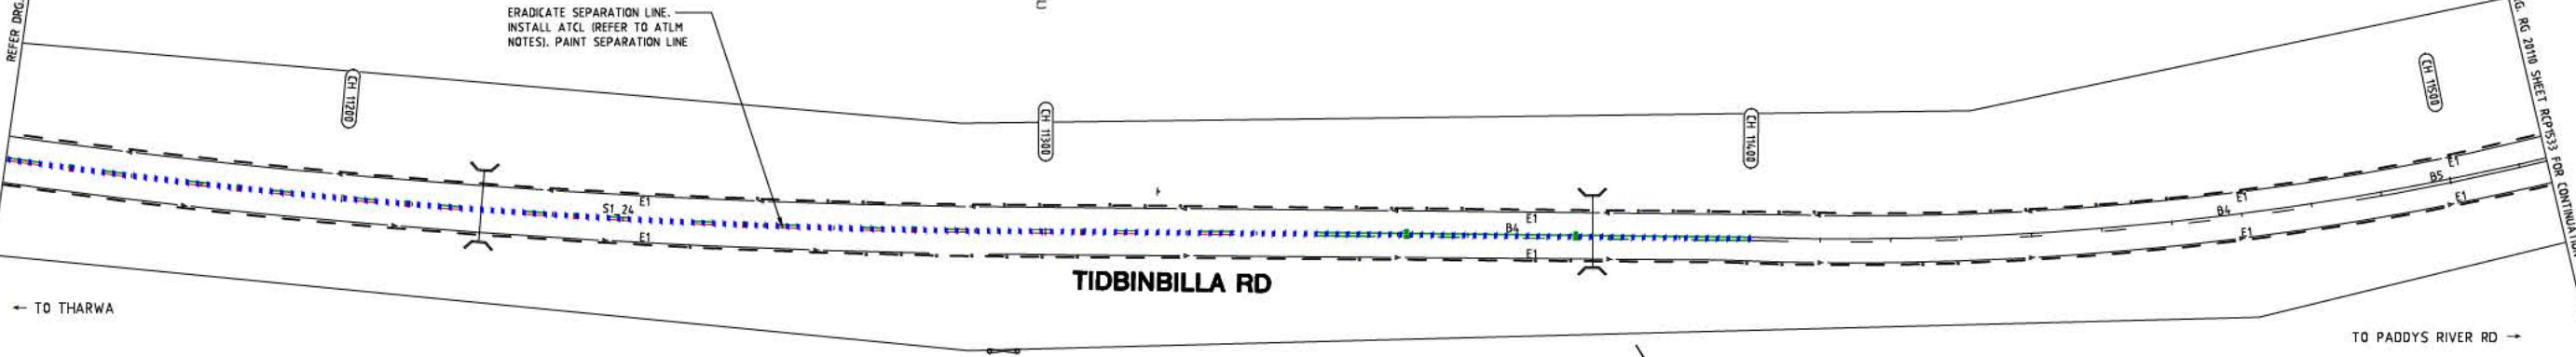 REFER DRG.
ERADICATE SEPARATION LINE.
INSTALL ATCL (REFER TO ATLM
NOTES). PAINT SEPARATION LINE
CH 11200
CH 11300
CH 11400
CH 11500
G. RG 20110 SHEET RCP1533 FOR CONTINUATION
E1
S1_24
E1
E1
B4
E1
E1
B4
E1
E1
B5
E1
TIDBINBILLA RD
← TO THARWA
TO PADDYS RIVER RD →